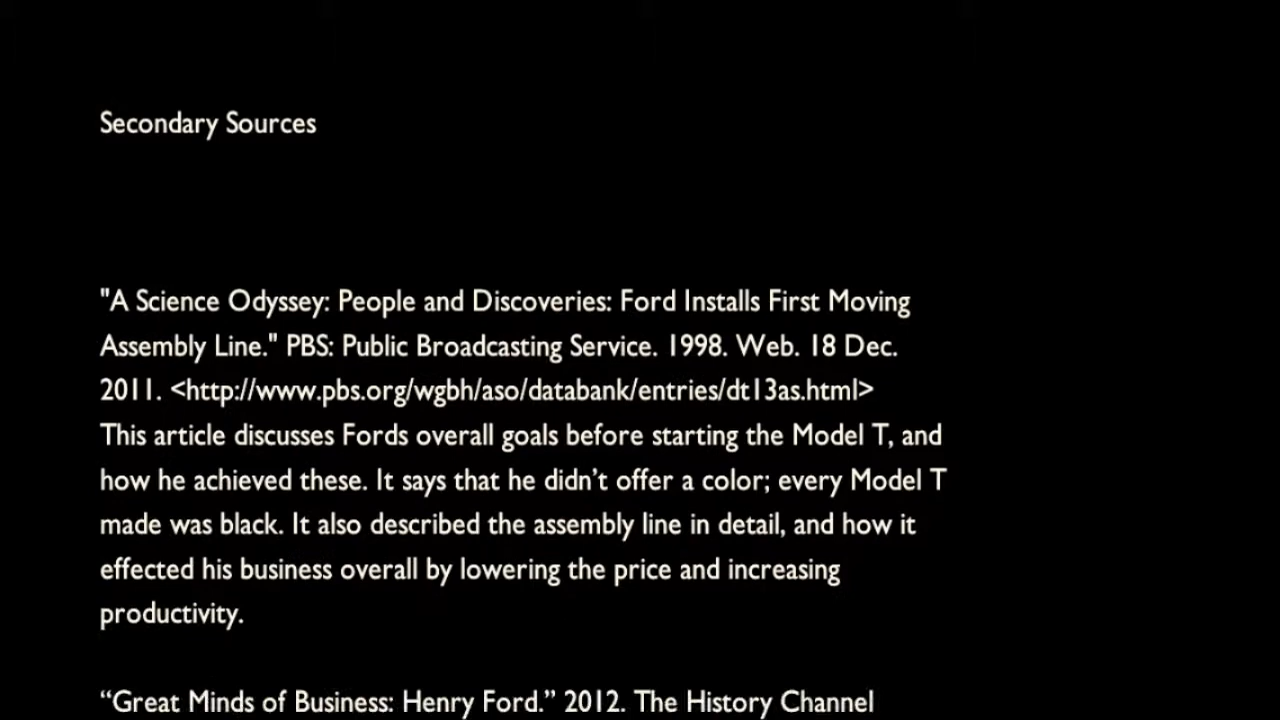 Secondary Sources
"A Science Odyssey: People and Discoveries: Ford Installs First Moving
Assembly Line." PBS: Public Broadcasting Service. 1998. Web. 18 Dec.
2011. <http://www.pbs.org/wgbh/aso/databank/entries/dt13as.html>
This article discusses Fords overall goals before starting the Model T, and
how he achieved these. It says that he didn’t offer a color; every Model T
made was black. It also described the assembly line in detail, and how it
effected his business overall by lowering the price and increasing
productivity.
“Great Minds of Business: Henry Ford.” 2012. The History Channel